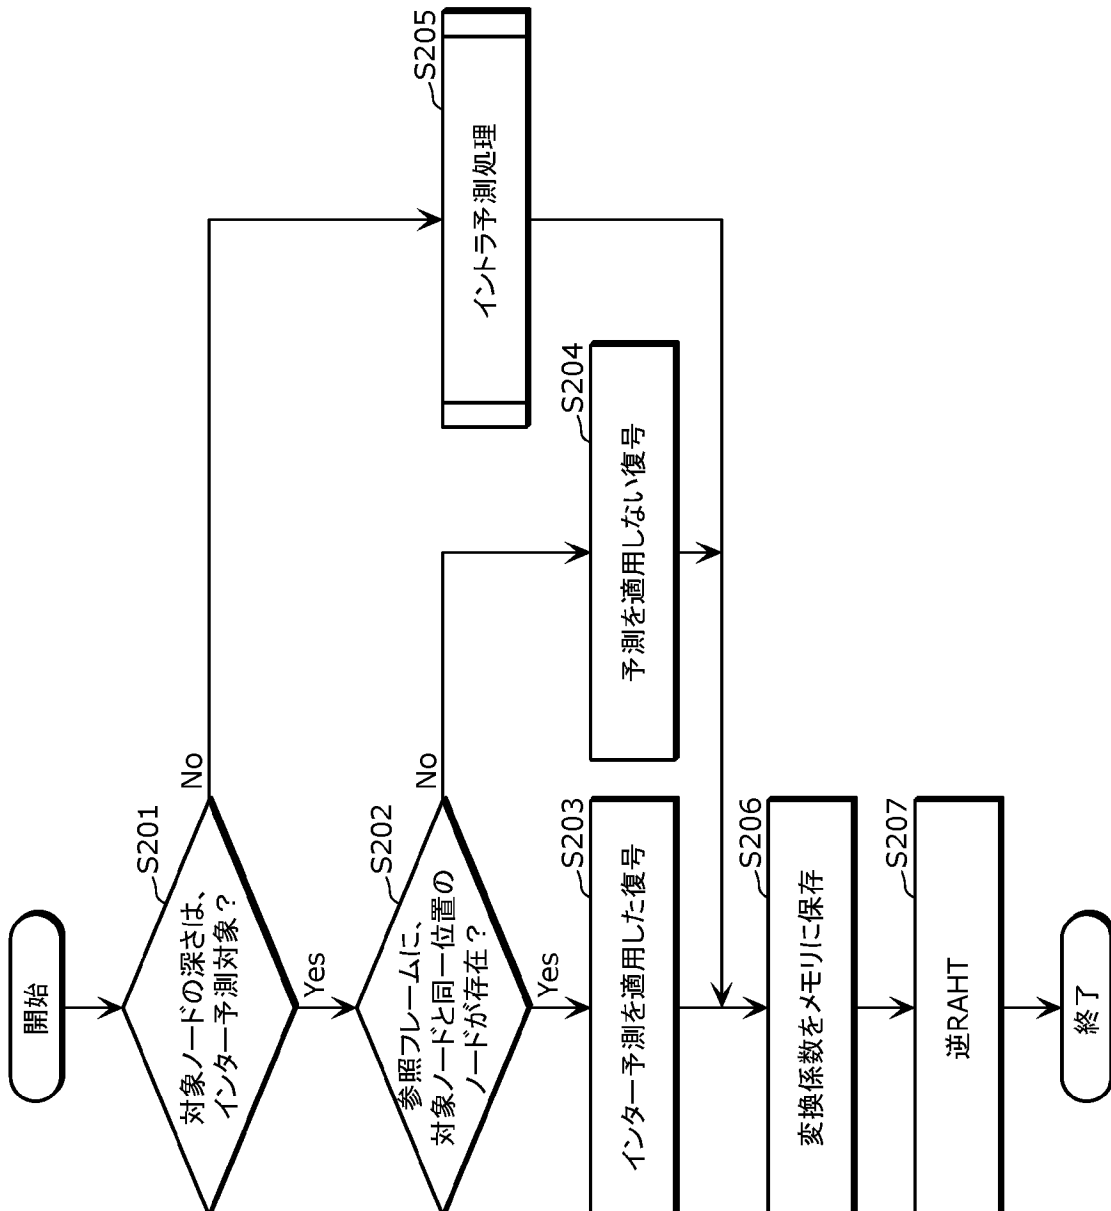 開始
S201
対象ノードの深さは、
インター予測対象？
No
Yes
S202
参照フレームに、
対象ノードと同一位置の
ノードが存在？
No
Yes
S203
インター予測を適用した復号
S204
予測を適用しない復号
S205
イントラ予測処理
S206
変換係数をメモリに保存
S207
逆RAHT
終了